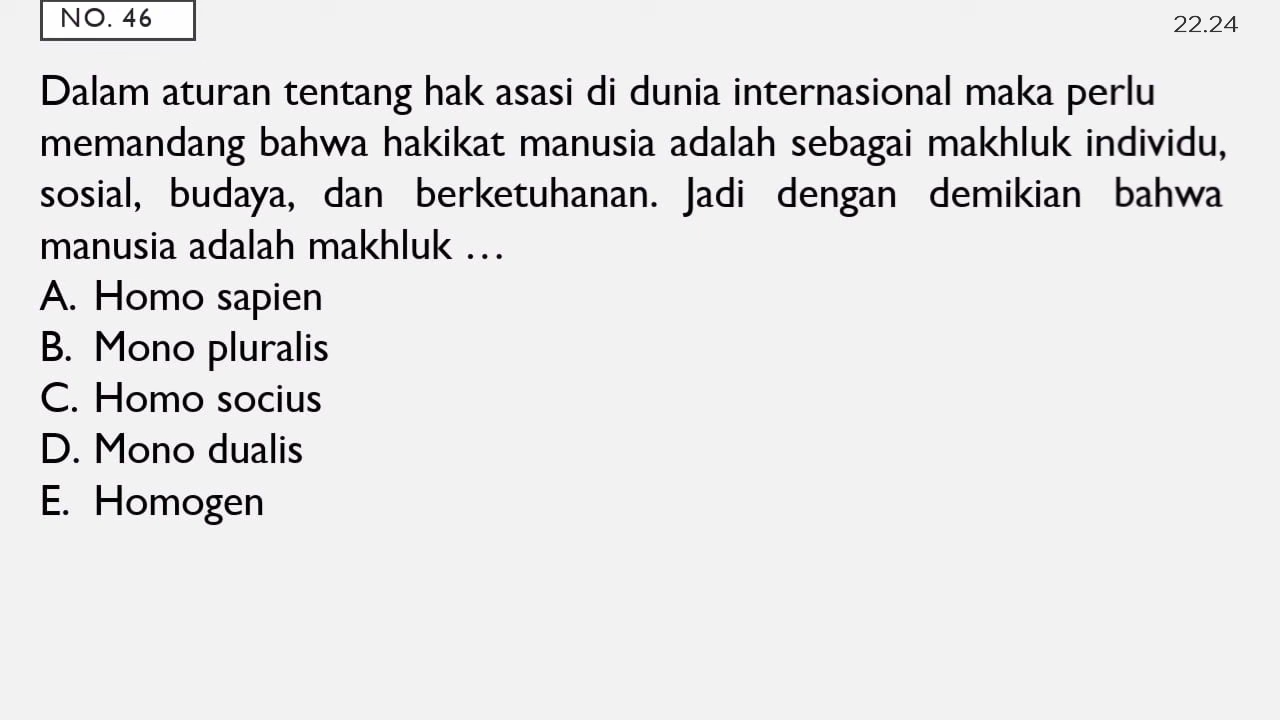 NO. 46
22.24
Dalam aturan tentang hak asasi di dunia internasional maka perlu
memandang bahwa hakikat manusia adalah sebagai makhluk individu,
sosial, budaya, dan berketuhanan. Jadi dengan demikian bahwa
manusia adalah makhluk …
A. Homo sapien
B. Mono pluralis
C. Homo socius
D. Mono dualis
E. Homogen